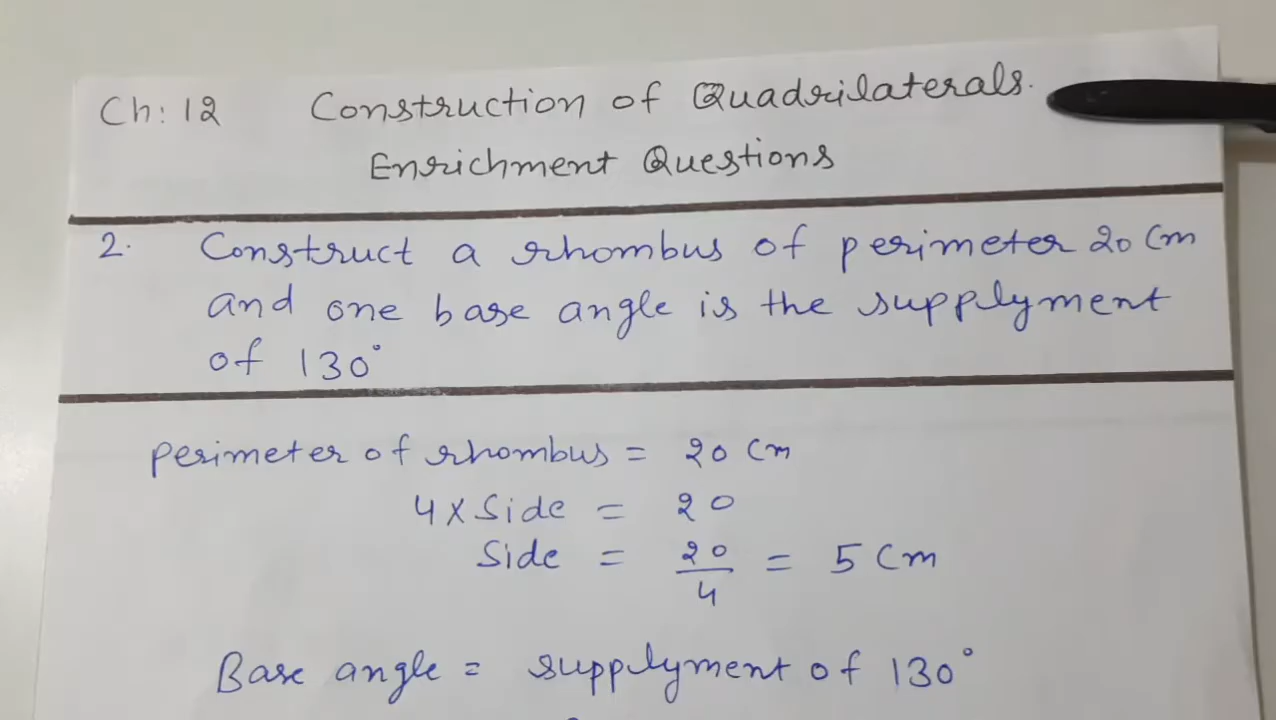 Ch: 12 Construction of Quadrilaterals.
Enrichment Questions
2. Construct a rhombus of perimeter 20 Cm
and one base angle is the supplyment
of 130°
perimeter of rhombus = 20 Cm
4 x Side = 20
Side = 20/4 = 5 Cm
Base angle = supplyment of 130°